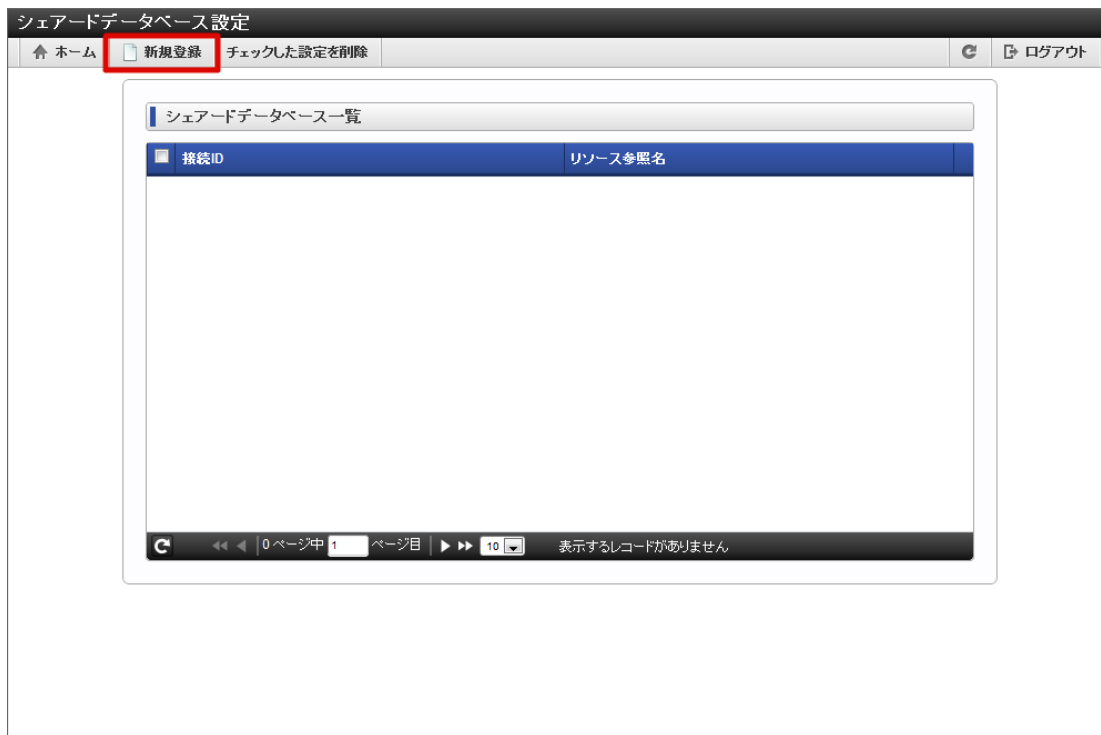 シェアードデータベース設定
ホーム 新規登録 チェックした設定を削除 ログアウト
シェアードデータベース一覧
接続ID リソース参照名
0 ページ中 1 ページ目 10 表示するレコードがありません